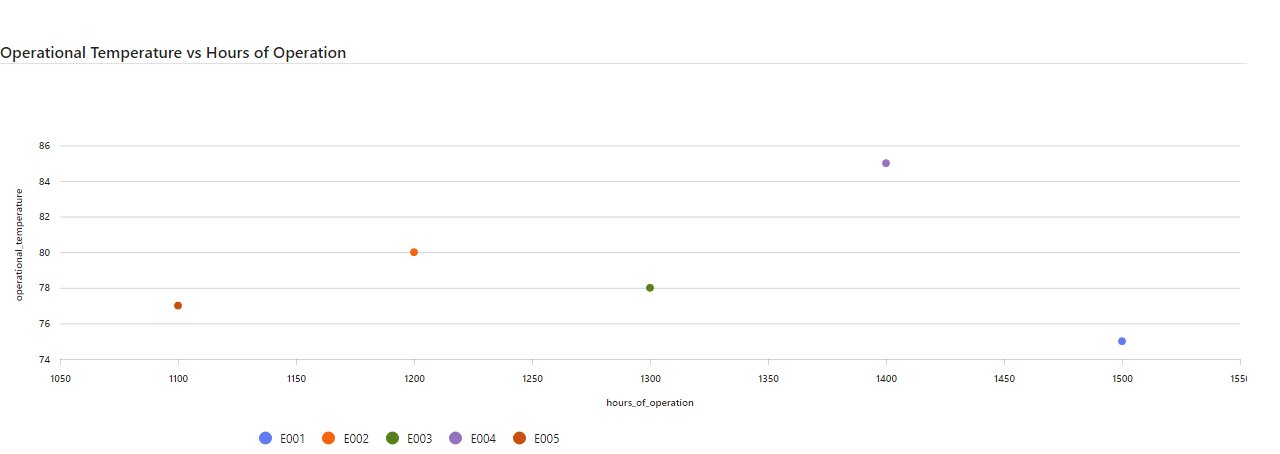 Operational Temperature vs Hours of Operation
86
84
82
80
78
76
74
operational_temperature
1050 1100 1150 1200 1250 1300 1350 1400 1450 1500 155
hours_of_operation
E001 E002 E003 E004 E005